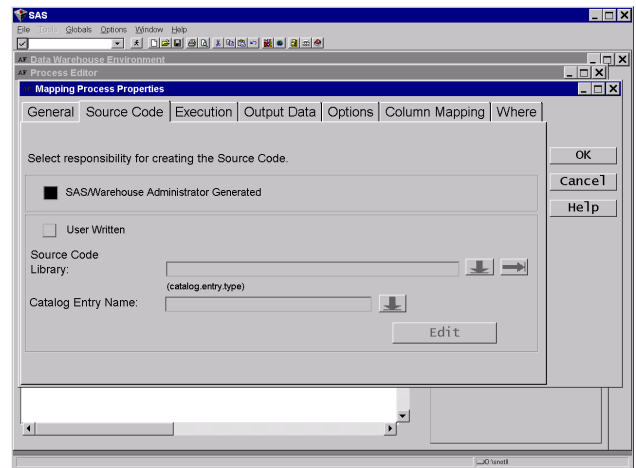 SAS
File Tools Globals Options Window Help
AF Data Warehouse Environment
AF Process Editor
Mapping Process Properties
General Source Code Execution Output Data Options Column Mapping Where
Select responsibility for creating the Source Code.
OK
SAS/Warehouse Administrator Generated
Cancel
Help
User Written
Source Code
Library:
(catalog.entry.type)
Catalog Entry Name:
Edit